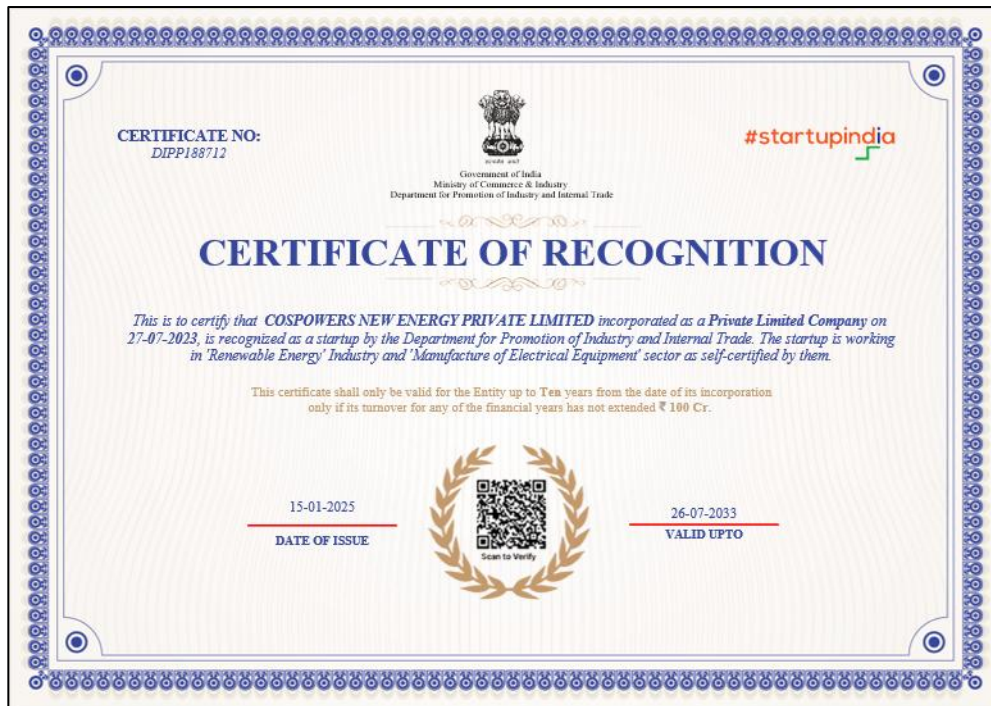 CERTIFICATE NO:
DIPP188712
#startupindia
Government of India
Ministry of Commerce & Industry
Department for Promotion of Industry and Internal Trade
CERTIFICATE OF RECOGNITION
This is to certify that COSPOWERS NEW ENERGY PRIVATE LIMITED incorporated as a Private Limited Company on
27-07-2023, is recognized as a startup by the Department for Promotion of Industry and Internal Trade. The startup is working
in 'Renewable Energy' Industry and 'Manufacture of Electrical Equipment' sector as self-certified by them.
This certificate shall only be valid for the Entity up to Ten years from the date of its incorporation
only if its turnover for any of the financial years has not extended ₹ 100 Cr.
15-01-2025
DATE OF ISSUE
Scan to Verify
26-07-2033
VALID UPTO